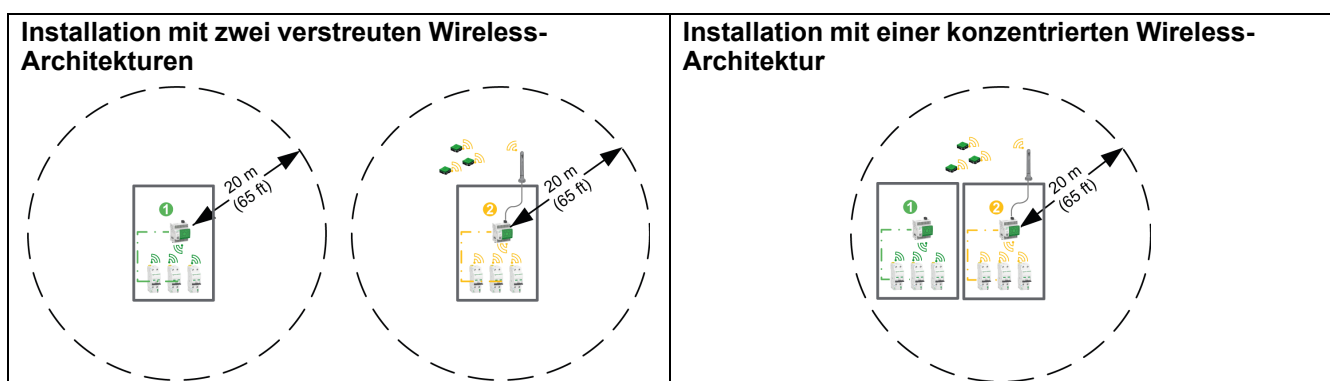 Installation mit zwei verstreuten Wireless-
Architekturen
20 m
(65 ft)
1
20 m
(65 ft)
2
Installation mit einer konzentrierten Wireless-
Architektur
20 m
(65 ft)
1
2